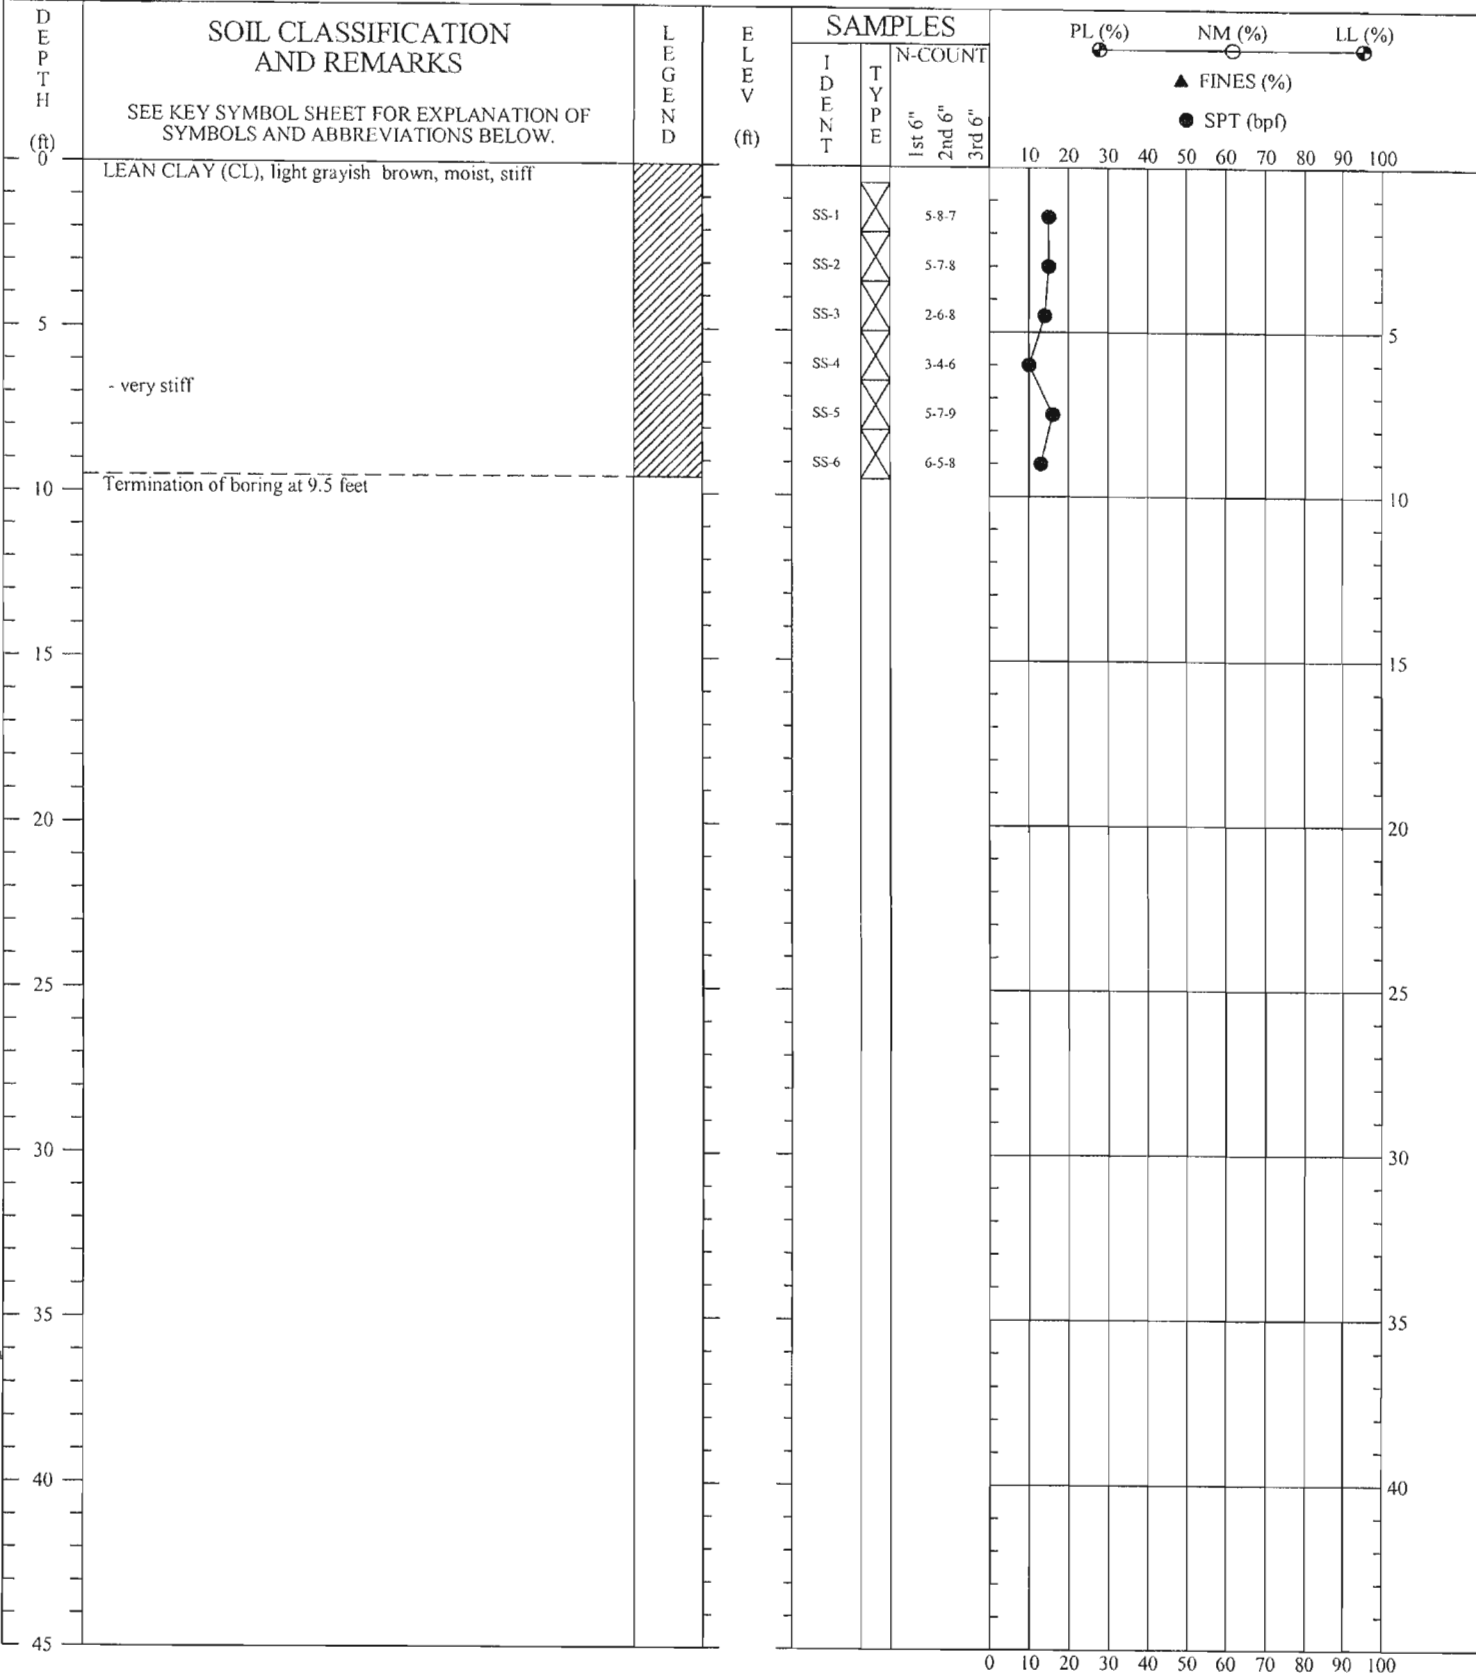 DEPTH
(ft)
SOIL CLASSIFICATION
AND REMARKS
SEE KEY SYMBOL SHEET FOR EXPLANATION OF
SYMBOLS AND ABBREVIATIONS BELOW.
LEGEND
ELEV
(ft)
SAMPLES
IDENT
TYPE
N-COUNT
1st 6"
2nd 6"
3rd 6"
PL (%) NM (%) LL (%)
▲ FINES (%)
● SPT (bpf)
10 20 30 40 50 60 70 80 90 100
0
LEAN CLAY (CL), light grayish brown, moist, stiff
SS-1 5-8-7
SS-2 5-7-8
SS-3 2-6-8
5 5
SS-4 3-4-6
- very stiff
SS-5 5-7-9
SS-6 6-5-8
Termination of boring at 9.5 feet
10 10
15 15
20 20
25 25
30 30
35 35
40 40
45
0 10 20 30 40 50 60 70 80 90 100